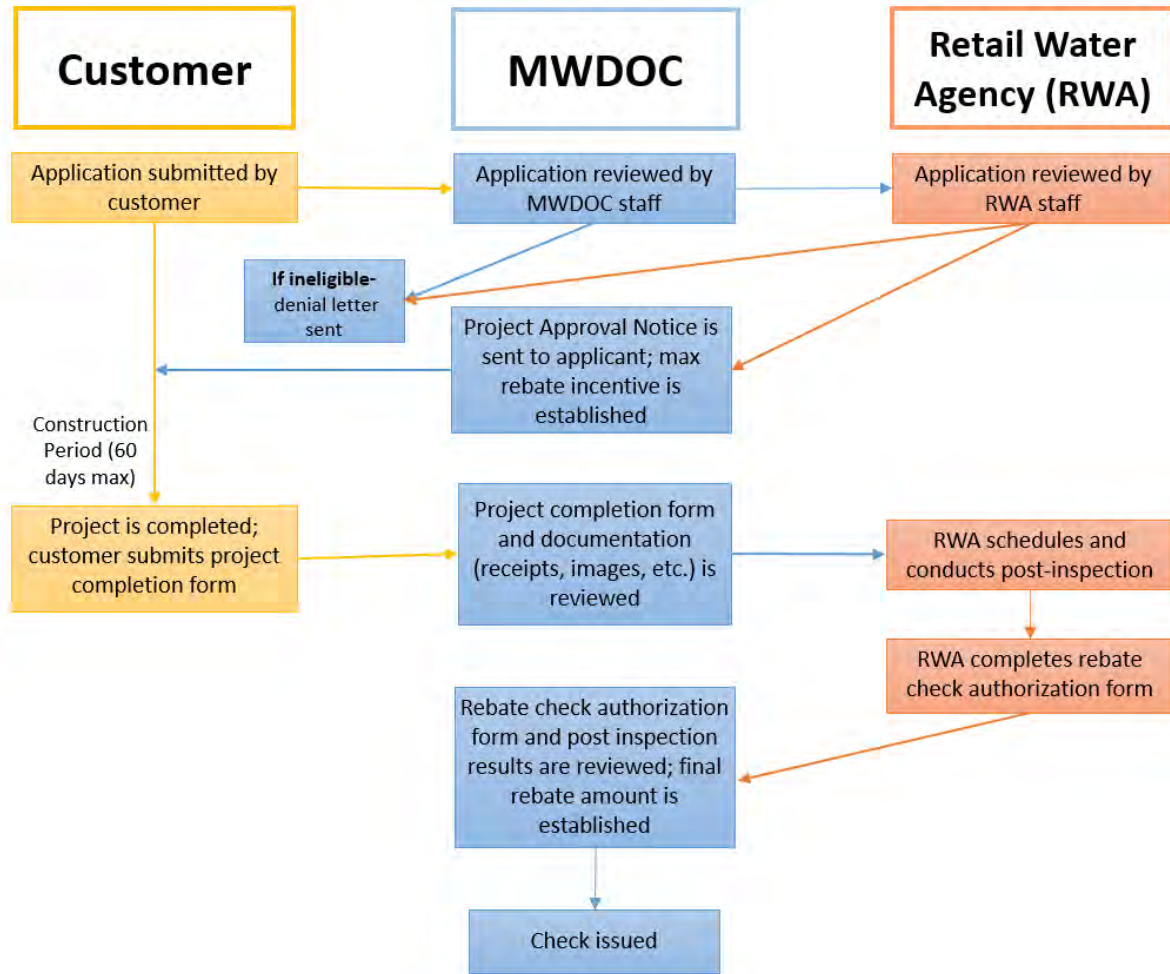 Customer
MWDOC
Retail Water
Agency (RWA)
Application submitted by
customer
Application reviewed by
MWDOC staff
Application reviewed by
RWA staff
If ineligible-
denial letter
sent
Project Approval Notice is
sent to applicant; max
rebate incentive is
established
Construction
Period (60
days max)
Project is completed;
customer submits project
completion form
Project completion form
and documentation
(receipts, images, etc.) is
reviewed
RWA schedules and
conducts post-inspection
RWA completes rebate
check authorization form
Rebate check authorization
form and post inspection
results are reviewed; final
rebate amount is
established
Check issued